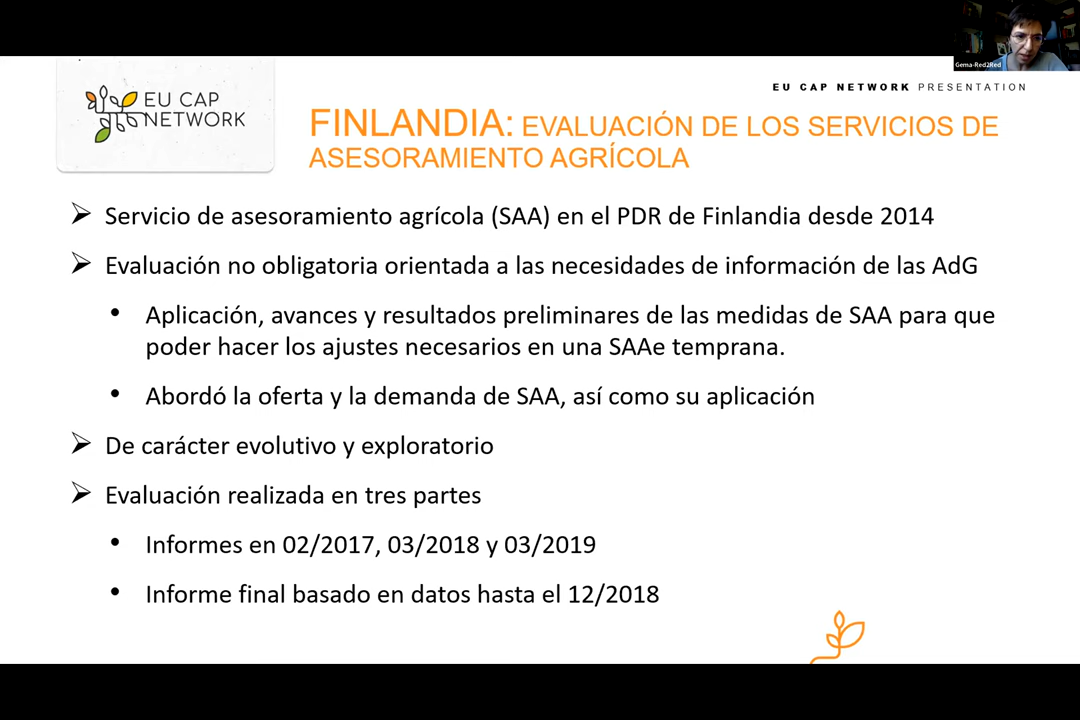 Gema-Red2Red
EU CAP NETWORK PRESENTATION
EU CAP
NETWORK
FINLANDIA: EVALUACIÓN DE LOS SERVICIOS DE
ASESORAMIENTO AGRÍCOLA
Servicio de asesoramiento agrícola (SAA) en el PDR de Finlandia desde 2014
Evaluación no obligatoria orientada a las necesidades de información de las AdG
Aplicación, avances y resultados preliminares de las medidas de SAA para que
poder hacer los ajustes necesarios en una SAAe temprana.
Abordó la oferta y la demanda de SAA, así como su aplicación
De carácter evolutivo y exploratorio
Evaluación realizada en tres partes
Informes en 02/2017, 03/2018 y 03/2019
Informe final basado en datos hasta el 12/2018